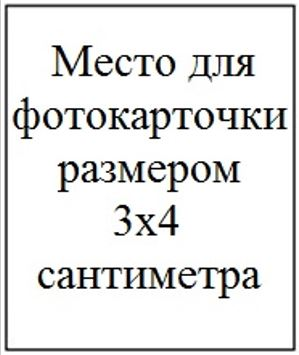 Место для
фотокарточки
размером
3х4
сантиметра